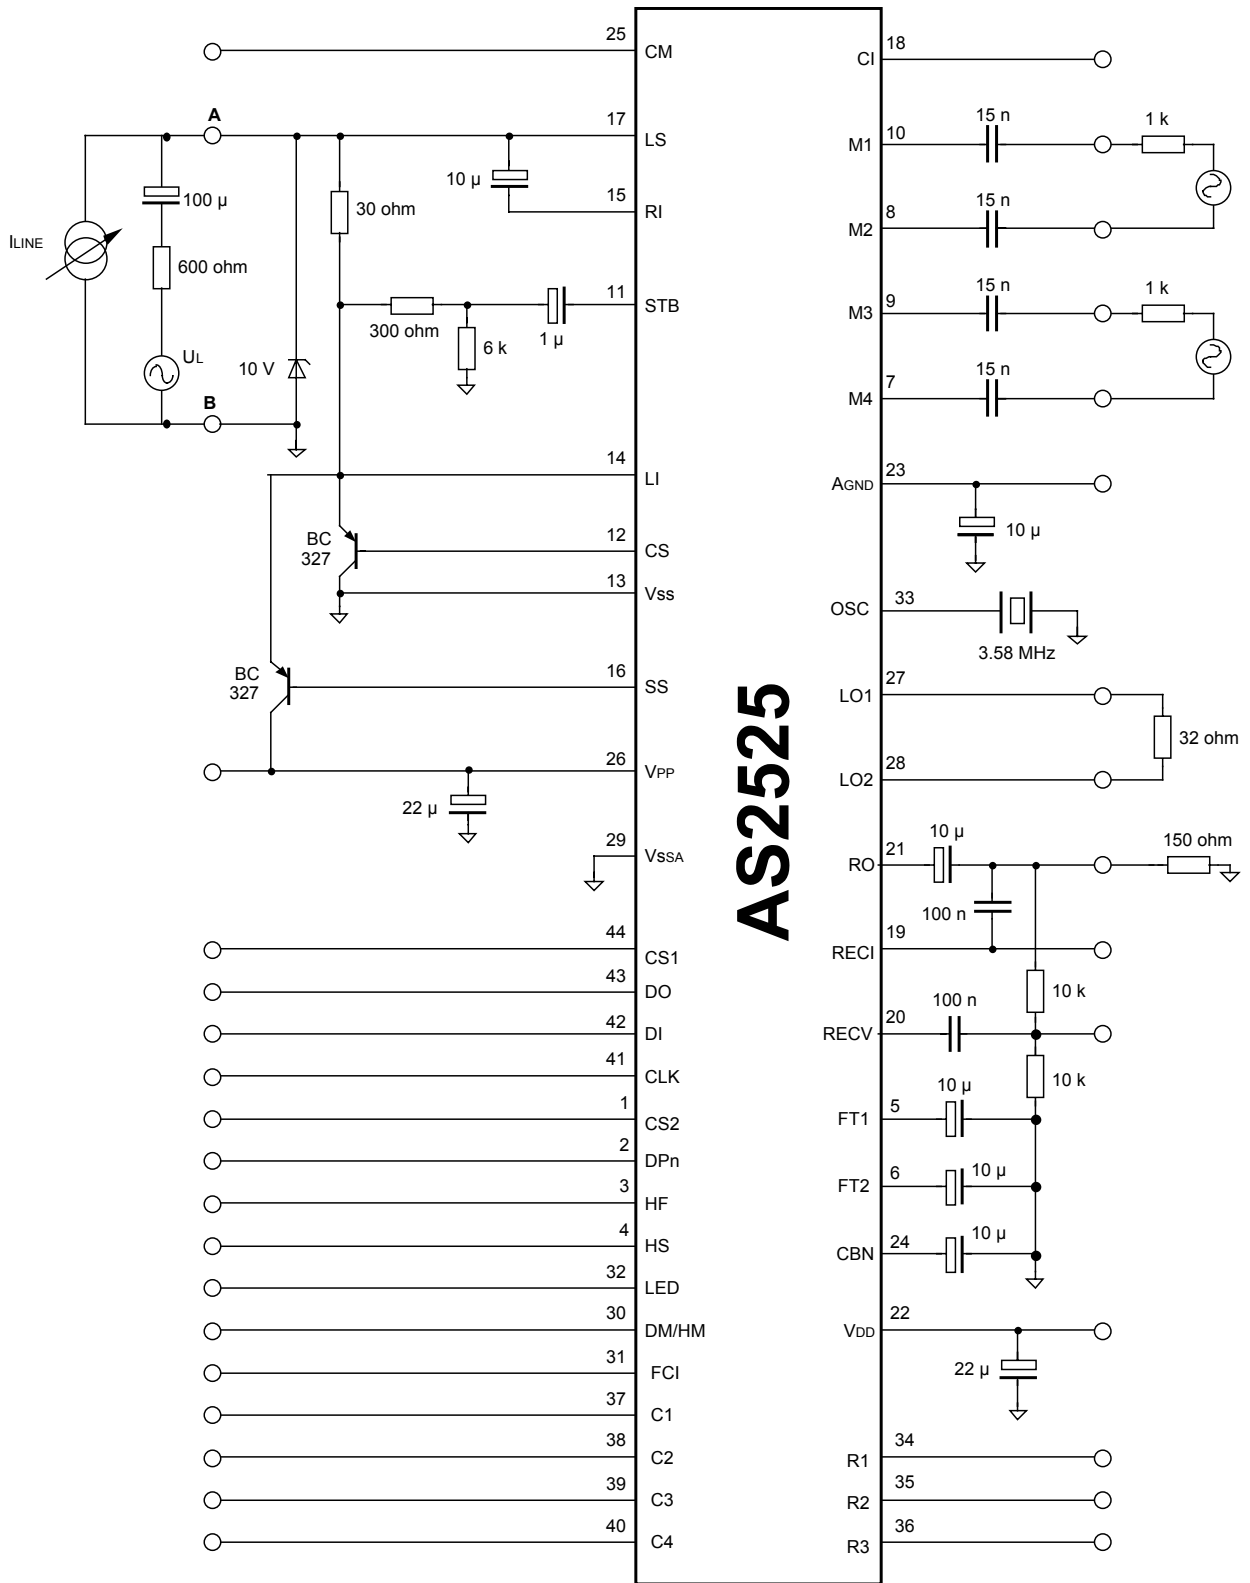 25
CM
18
CI
A
17
LS
15 n
1 k
10
M1
10 µ
100 µ
30 ohm
15
RI
15 n
8
M2
ILINE
600 ohm
11
STB
300 ohm
6 k
1 µ
15 n
1 k
9
M3
UL
10 V
15 n
7
M4
B
14
LI
23
AGND
10 µ
BC
327
12
CS
13
Vss
33
OSC
3.58 MHz
BC
327
16
SS
27
LO1
32 ohm
28
LO2
26
VPP
22 µ
AS2525
29
VSSA
10 µ
150 ohm
21
RO
100 n
44
CS1
19
RECI
43
DO
10 k
100 n
42
DI
20
RECV
41
CLK
10 k
10 µ
1
CS2
5
FT1
2
DPn
10 µ
6
FT2
3
HF
4
HS
10 µ
24
CBN
32
LED
30
DM/HM
22
VDD
22 µ
31
FCI
37
C1
38
C2
34
R1
39
C3
35
R2
40
C4
36
R3